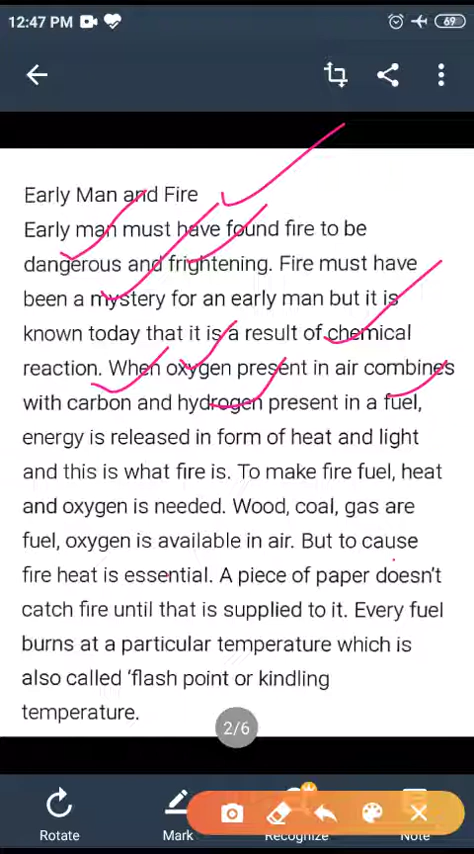 12:47 PM 69
Early Man and Fire
Early man must have found fire to be
dangerous and frightening. Fire must have
been a mystery for an early man but it is
known today that it is a result of chemical
reaction. When oxygen present in air combines
with carbon and hydrogen present in a fuel,
energy is released in form of heat and light
and this is what fire is. To make fire fuel, heat
and oxygen is needed. Wood, coal, gas are
fuel, oxygen is available in air. But to cause
fire heat is essential. A piece of paper doesn't
catch fire until that is supplied to it. Every fuel
burns at a particular temperature which is
also called 'flash point or kindling
temperature.
2/6
Rotate Mark Recognize Note